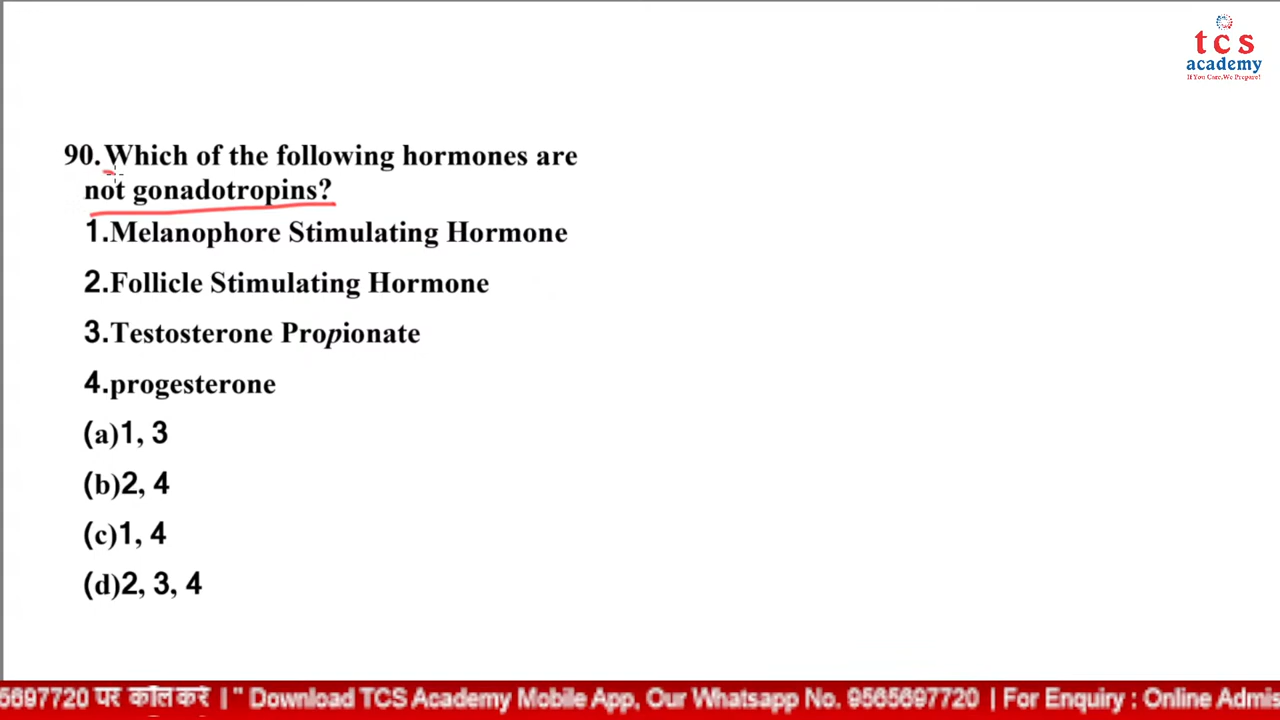 tcs
academy
If You Care,We Prepare!
90.Which of the following hormones are
not gonadotropins?
1.Melanophore Stimulating Hormone
2.Follicle Stimulating Hormone
3.Testosterone Propionate
4.progesterone
(a)1, 3
(b)2, 4
(c)1, 4
(d)2, 3, 4
5697720 पर कॉल करें | " Download TCS Academy Mobile App, Our Whatsapp No. 9565697720 | For Enquiry : Online Admis